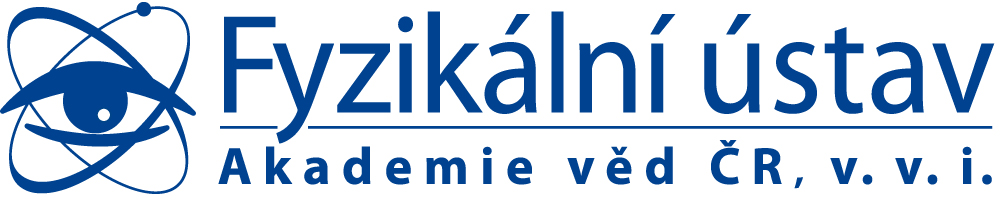 Fyzikální ústav
Akademie věd ČR, v. v. i.